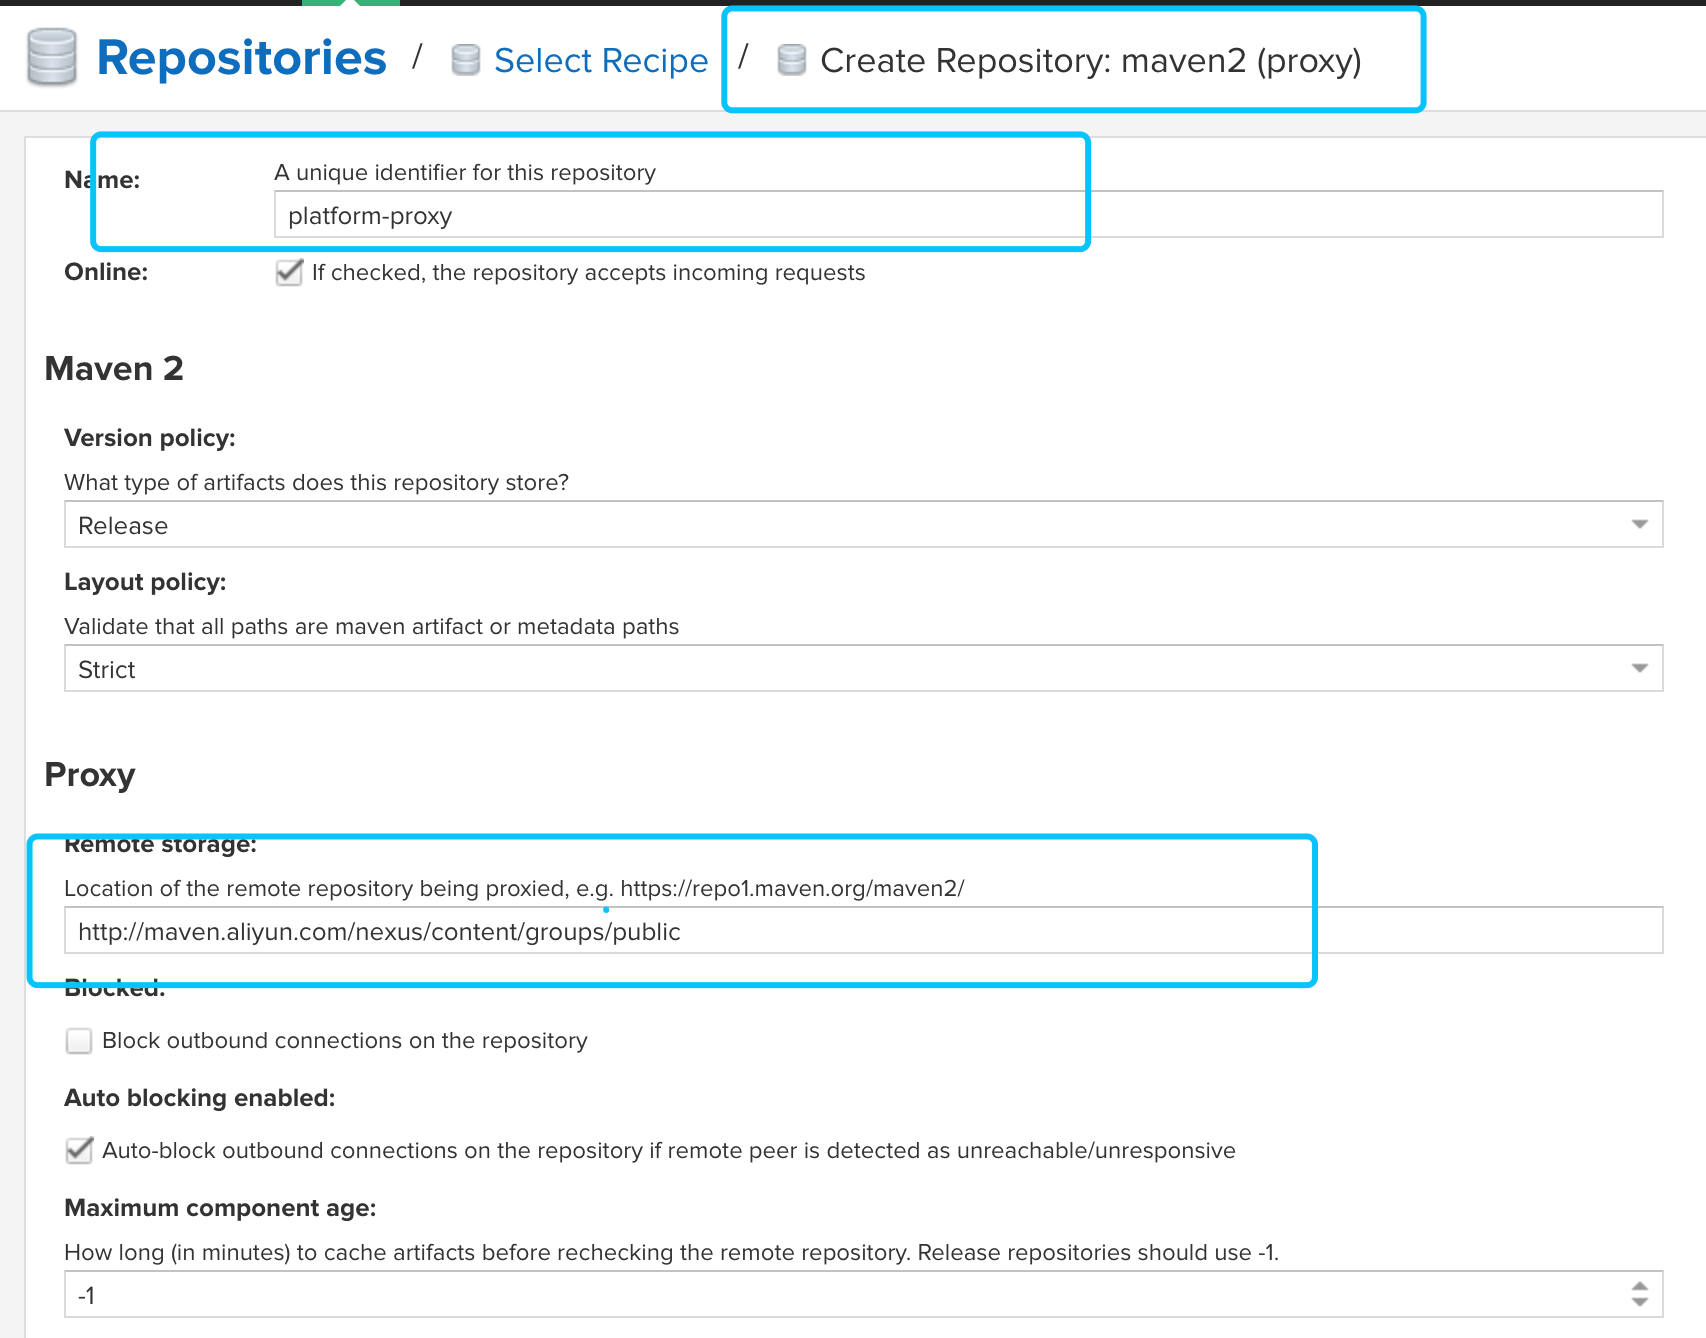 Repositories / Select Recipe / Create Repository: maven2 (proxy)
Name: A unique identifier for this repository
platform-proxy
Online: If checked, the repository accepts incoming requests
Maven 2
Version policy:
What type of artifacts does this repository store?
Release
Layout policy:
Validate that all paths are maven artifact or metadata paths
Strict
Proxy
Remote storage:
Location of the remote repository being proxied, e.g. https://repo1.maven.org/maven2/
http://maven.aliyun.com/nexus/content/groups/public
Blocked:
Block outbound connections on the repository
Auto blocking enabled:
Auto-block outbound connections on the repository if remote peer is detected as unreachable/unresponsive
Maximum component age:
How long (in minutes) to cache artifacts before rechecking the remote repository. Release repositories should use -1.
-1